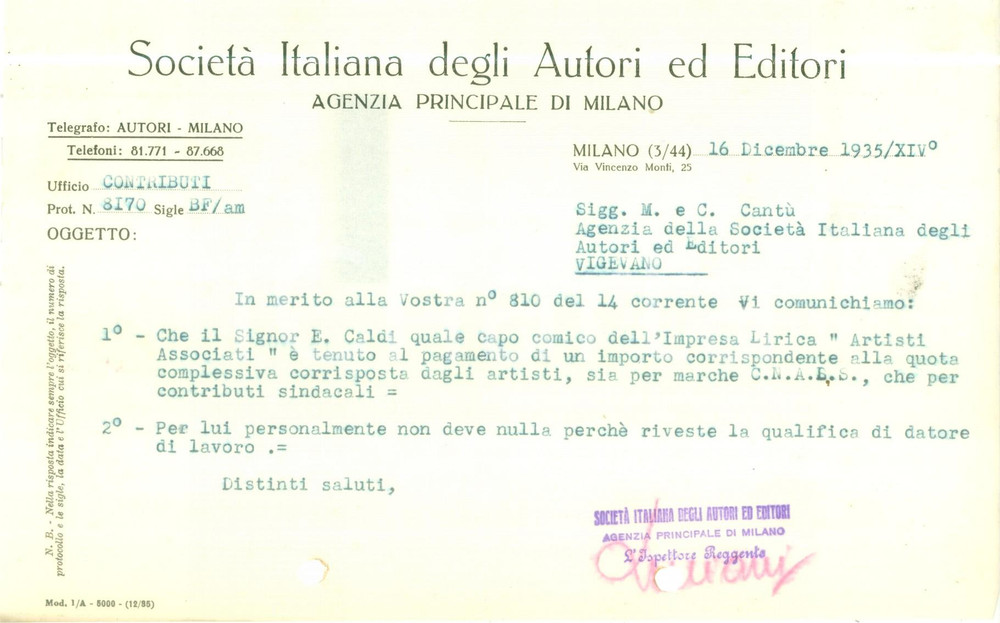 Società Italiana degli Autori ed Editori
AGENZIA PRINCIPALE DI MILANO
Telegrafo: AUTORI - MILANO
Telefoni: 81.771 - 87.668
MILANO (3/44) 16 Dicembre 1935/XIVº
Via Vincenzo Monti, 25
Ufficio CONTRIBUTI
Prot. N. 8170 Sigle BF/am
OGGETTO:
Sigg. M. e C. Cantù
Agenzia della Società Italiana degli
Autori ed Editori
VIGEVANO
In merito alla Vostra nº 810 del 14 corrente Vi comunichiamo:
1º - Che il Signor E. Caldi quale capo comico dell'Impresa Lirica " Artisti
Associati " è tenuto al pagamento di un importo corrispondente alla quota
complessiva corrisposta dagli artisti, sia per marche C.N.A.E.S., che per
contributi sindacali =
2º - Per lui personalmente non deve nulla perchè riveste la qualifica di datore
di lavoro .=
Distinti saluti,
SOCIETÀ ITALIANA DEGLI AUTORI ED EDITORI
AGENZIA PRINCIPALE DI MILANO
L'Ispettore Reggente
N. B. - Nella risposta indicare sempre l'oggetto, il numero di
protocollo e le sigle, la data e l'Ufficio cui si riferisce la risposta.
Mod. 1/A - 5000 - (12/35)